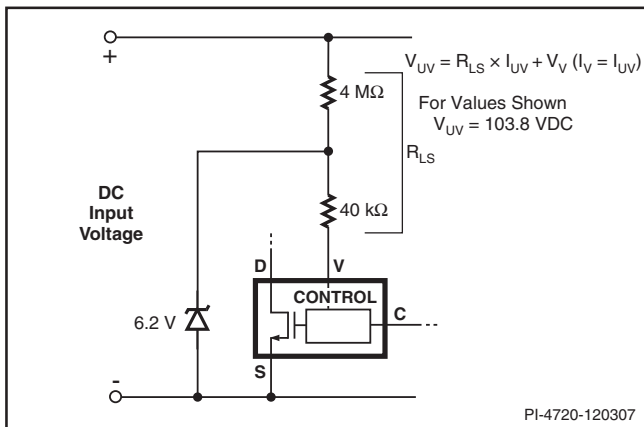 +
V_UV = R_LS × I_UV + V_V (I_V = I_UV)
4 MΩ
For Values Shown
V_UV = 103.8 VDC
R_LS
DC
Input
Voltage
40 kΩ
D
V
CONTROL
C
6.2 V
S
-
PI-4720-120307